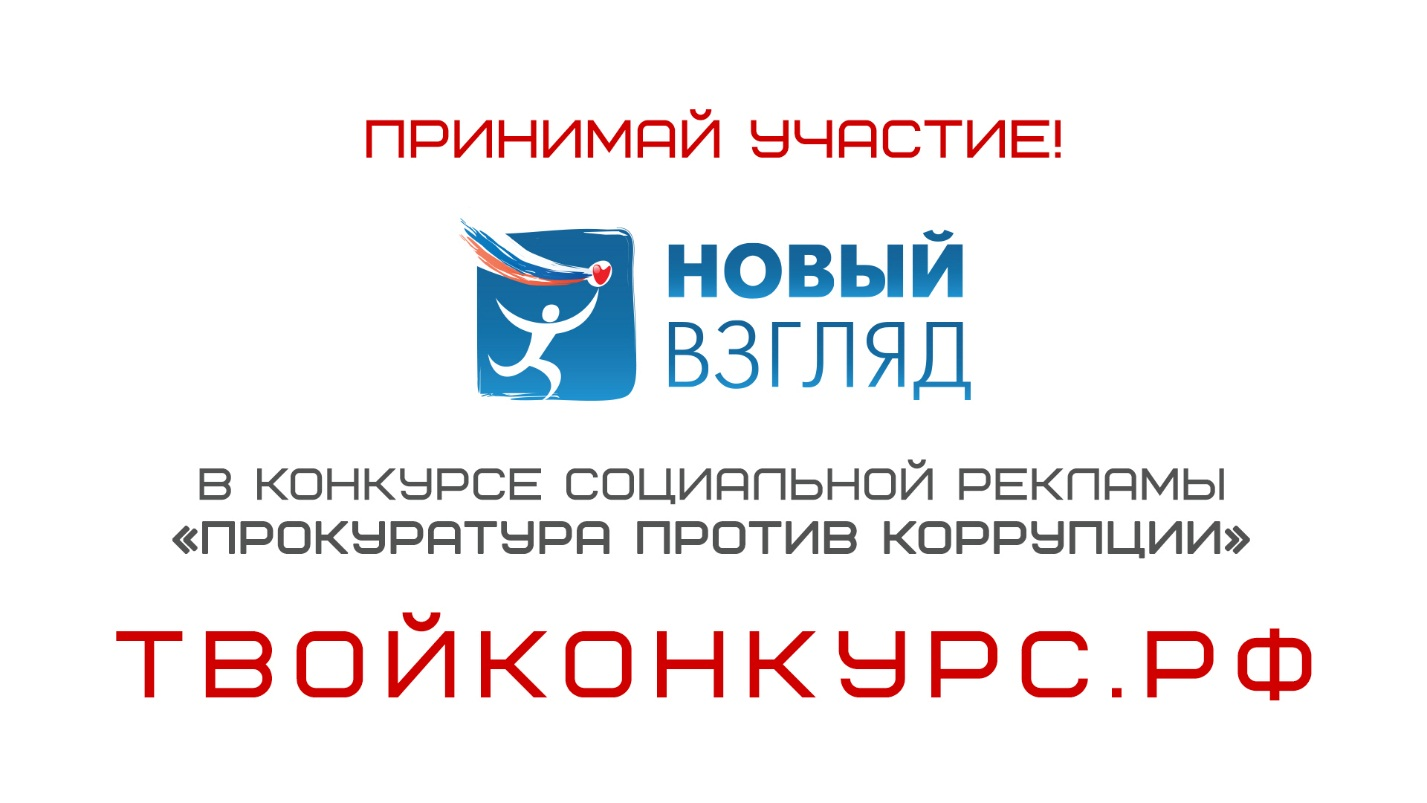 ПРИНИМАЙ УЧАСТИЕ!
НОВЫЙ
ВЗГЛЯД
В КОНКУРСЕ СОЦИАЛЬНОЙ РЕКЛАМЫ
«ПРОКУРАТУРА ПРОТИВ КОРРУПЦИИ»
ТВОЙКОНКУРС.РФ